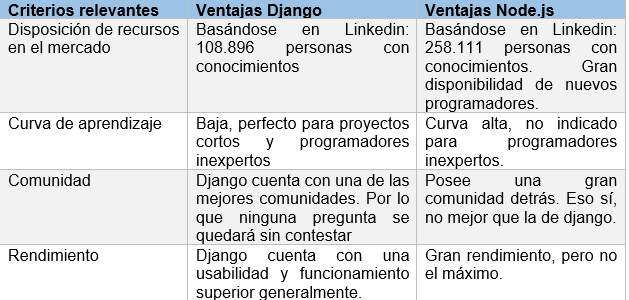 Criterios relevantes
Ventajas Django
Ventajas Node.js
Disposición de recursos
en el mercado
Basándose en Linkedin:
108.896 personas con
conocimientos
Basándose en Linkedin:
258.111 personas con
conocimientos. Gran
disponibilidad de nuevos
programadores.
Curva de aprendizaje
Baja, perfecto para proyectos
cortos y programadores
inexpertos
Curva alta, no indicado
para programadores
inexpertos.
Comunidad
Django cuenta con una de las
mejores comunidades. Por lo
que ninguna pregunta se
quedará sin contestar
Posee una gran
comunidad detrás. Eso sí,
no mejor que la de django.
Rendimiento
Django cuenta con una
usabilidad y funcionamiento
superior generalmente.
Gran rendimiento, pero no
el máximo.